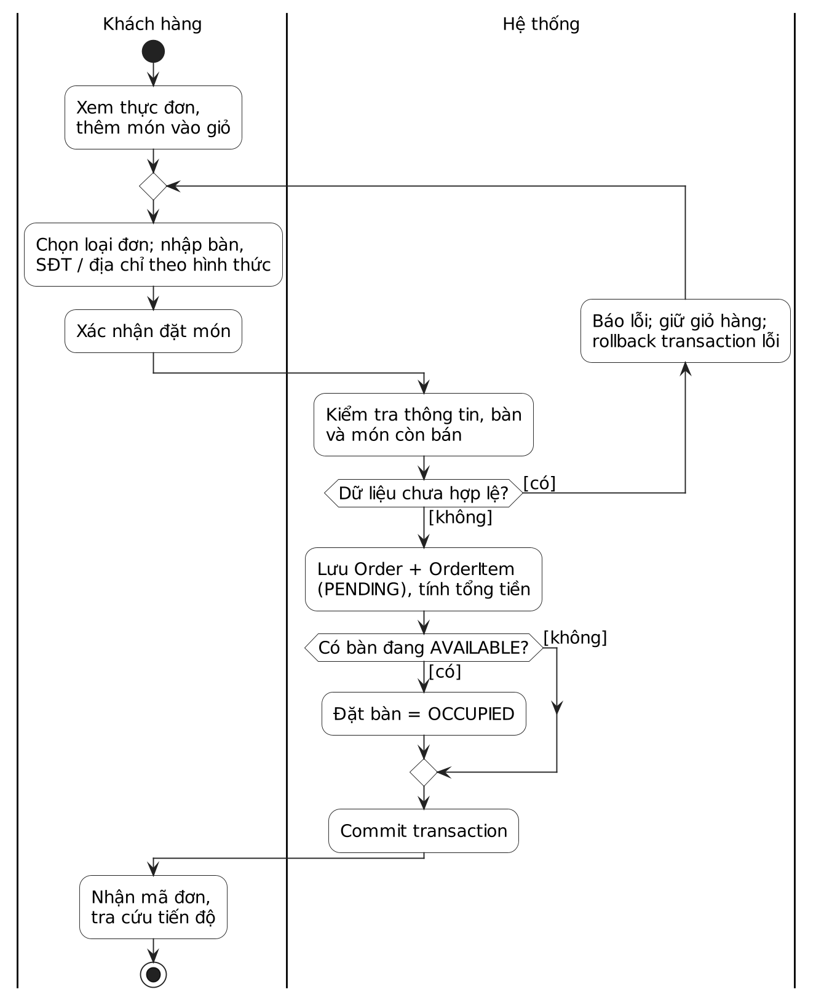 Khách hàng
Hệ thống
Xem thực đơn,
thêm món vào giỏ
Chọn loại đơn; nhập bàn,
SĐT / địa chỉ theo hình thức
Xác nhận đặt món
Báo lỗi; giữ giỏ hàng;
rollback transaction lỗi
Kiểm tra thông tin, bàn
và món còn bán
Dữ liệu chưa hợp lệ?
[có]
[không]
Lưu Order + OrderItem
(PENDING), tính tổng tiền
Có bàn đang AVAILABLE?
[không]
[có]
Đặt bàn = OCCUPIED
Commit transaction
Nhận mã đơn,
tra cứu tiến độ